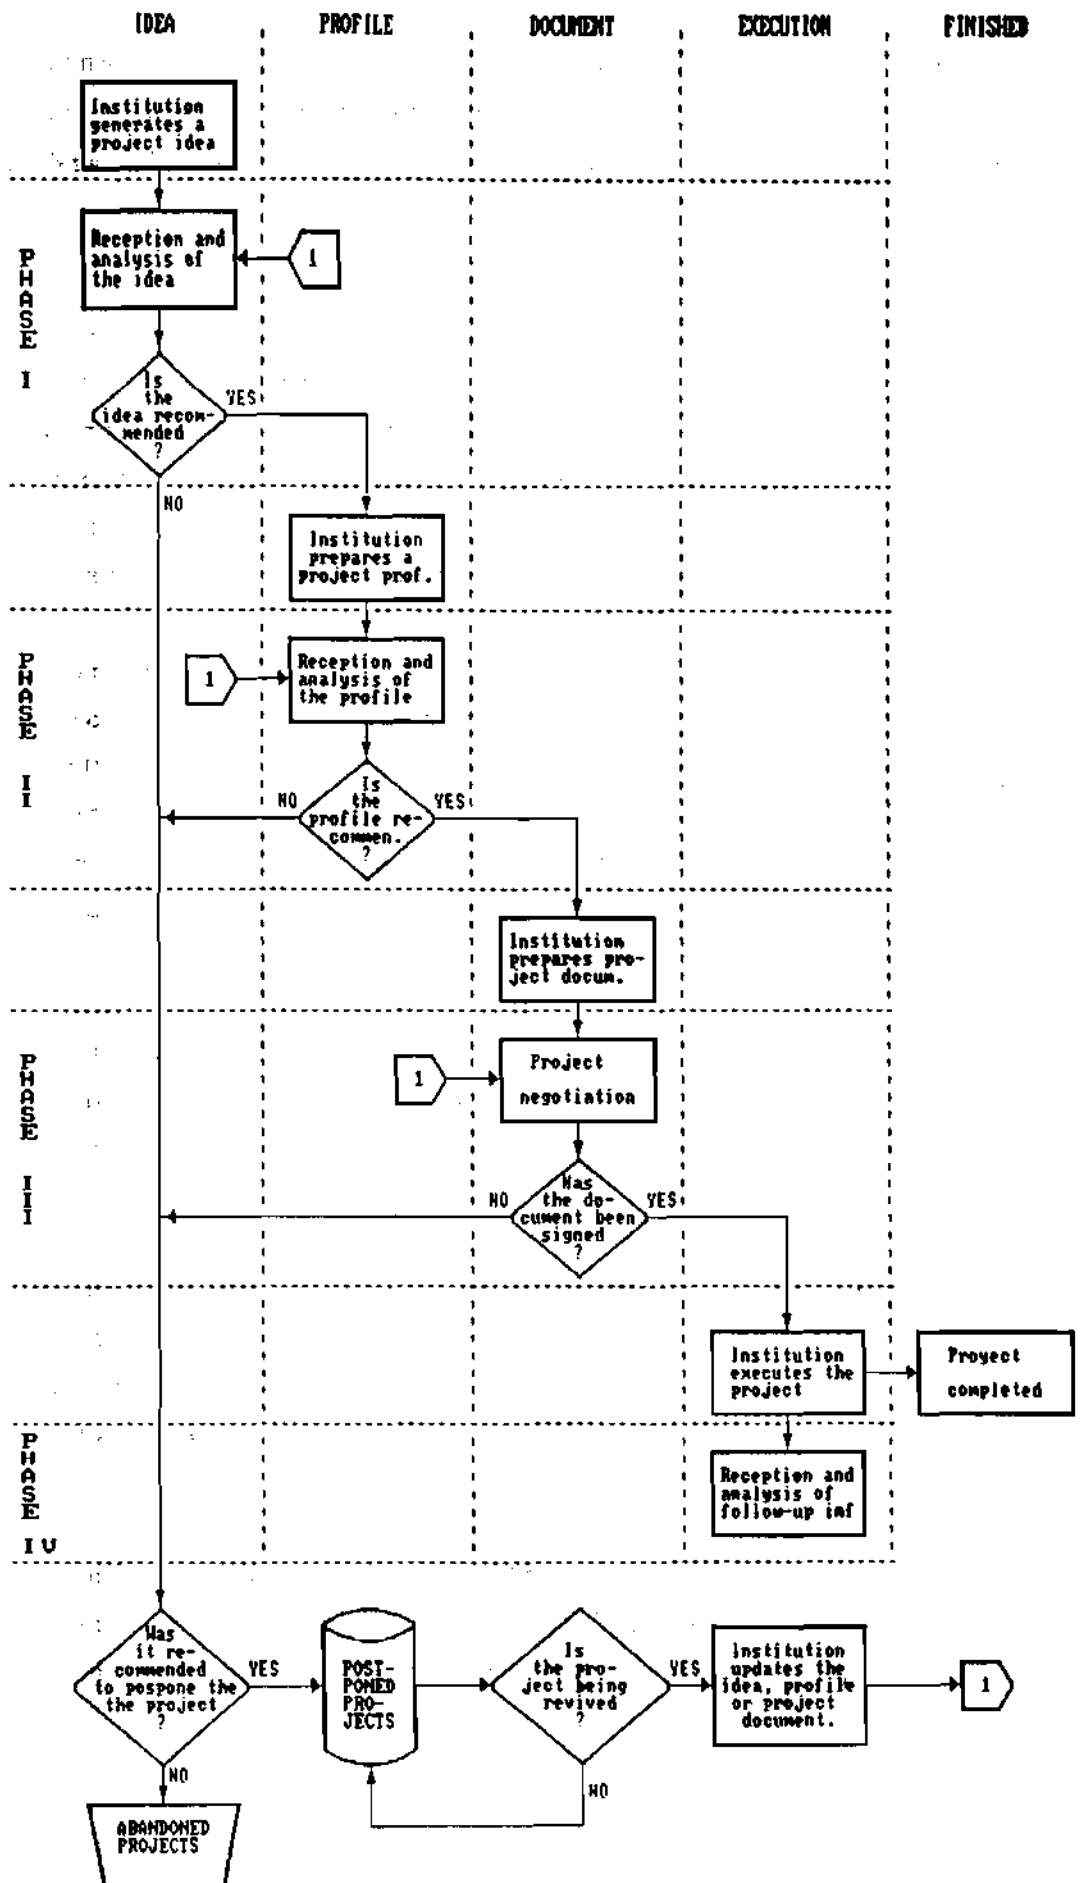 IDEA PROFILE DOCUMENT EXECUTION FINISHED
Institution
generates a
project idea
PHASE I
Reception and
analysis of
the idea
1
Is
the
idea recom-
mended
?
YES
NO
Institution
prepares a
project prof.
PHASE II
1
Reception and
analysis of
the profile
Is
the
profile re-
commen.
?
NO
YES
Institution
prepares pro-
ject docum.
PHASE III
1
Project
negotiation
Was
the do-
cument been
signed
?
NO
YES
Institution
executes the
project
Proyect
completed
PHASE IV
Reception and
analysis of
follow-up inf
Was
it re-
commended
to pospone the
the project
?
YES
NO
POST-
PONED
PRO-
JECTS
Is
the pro-
ject being
revived
?
YES
NO
Institution
updates the
idea, profile
or project
document.
1
ABANDONED
PROJECTS